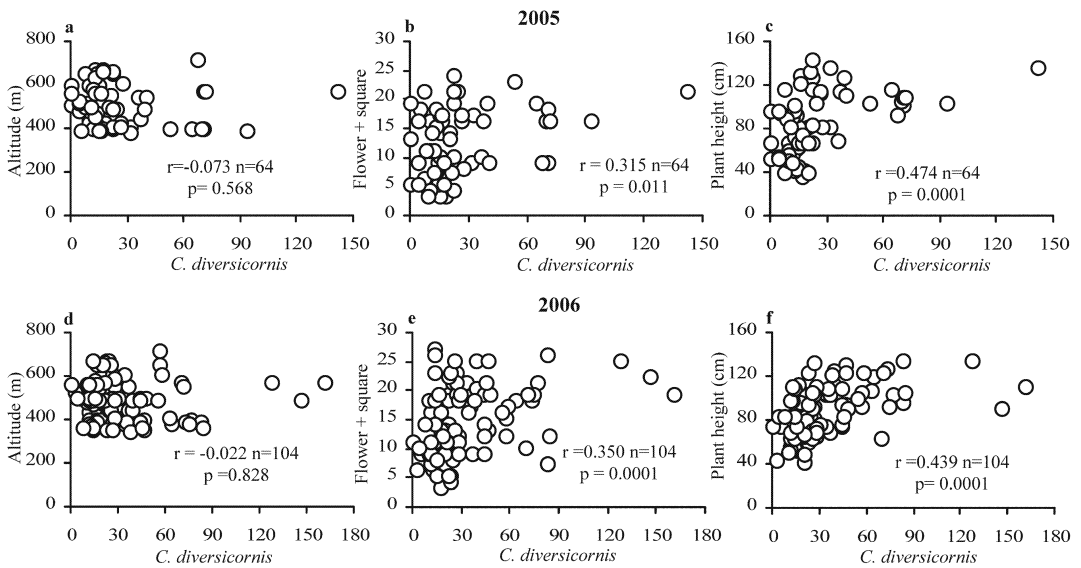 2005
a
800
600
400
200
0
Altitude (m)
r=-0.073 n=64
p= 0.568
0 30 60 90 120 150
C. diversicornis
b
30
25
20
15
10
5
0
Flower + square
r = 0.315 n=64
p = 0.011
0 30 60 90 120 150
C. diversicornis
c
160
120
80
40
0
Plant height (cm)
r =0.474 n=64
p = 0.0001
0 30 60 90 120 150
C. diversicornis
2006
d
800
600
400
200
0
Altitude (m)
r = -0.022 n=104
p =0.828
0 30 60 90 120 150 180
C. diversicornis
e
30
25
20
15
10
5
0
Flower + square
r =0.350 n=104
p = 0.0001
0 30 60 90 120 150 180
C. diversicornis
f
160
120
80
40
0
Plant height (cm)
r =0.439 n=104
p= 0.0001
0 30 60 90 120 150 180
C. diversicornis